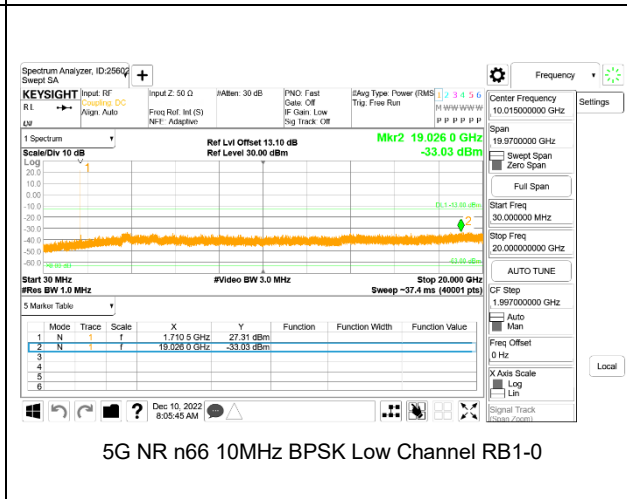 Spectrum Analyzer, ID:25602
Swept SA
+
Frequency
KEYSIGHT
RL
Input: RF
Coupling: DC
Align: Auto
Input Z: 50 Ω
Freq Ref: Int (S)
NFE: Adaptive
#Atten: 30 dB
PNO: Fast
Gate: Off
IF Gain: Low
Sig Track: Off
#Avg Type: Power (RMS
Trig: Free Run
1 2 3 4 5 6
M W W W W W
P P P P P P
Center Frequency
10.015000000 GHz
Settings
Span
19.9700000 GHz
Swept Span
Zero Span
Full Span
Start Freq
30.000000 MHz
Stop Freq
20.000000000 GHz
AUTO TUNE
CF Step
1.997000000 GHz
Auto
Man
Freq Offset
0 Hz
X Axis Scale
Log
Lin
Signal Track
(Span Zoom)
Local
1 Spectrum
Scale/Div 10 dB
Log
Ref Lvl Offset 13.10 dB
Ref Level 30.00 dBm
Mkr2 19.026 0 GHz
-33.03 dBm
1
20.0
10.0
0.00
-10.0
-20.0
-30.0
-40.0
-50.0
-60.0
DL1 -13.00 dBm
2
Start 30 MHz
#Res BW 1.0 MHz
#Video BW 3.0 MHz
Stop 20.000 GHz
Sweep ~37.4 ms (40001 pts)
5 Marker Table
Mode Trace Scale X Y Function Function Width Function Value
1 N 1 f 1.710 5 GHz 27.31 dBm
2 N 1 f 19.026 0 GHz -33.03 dBm
3
4
5
6
?
Dec 10, 2022
8:05:45 AM
5G NR n66 10MHz BPSK Low Channel RB1-0